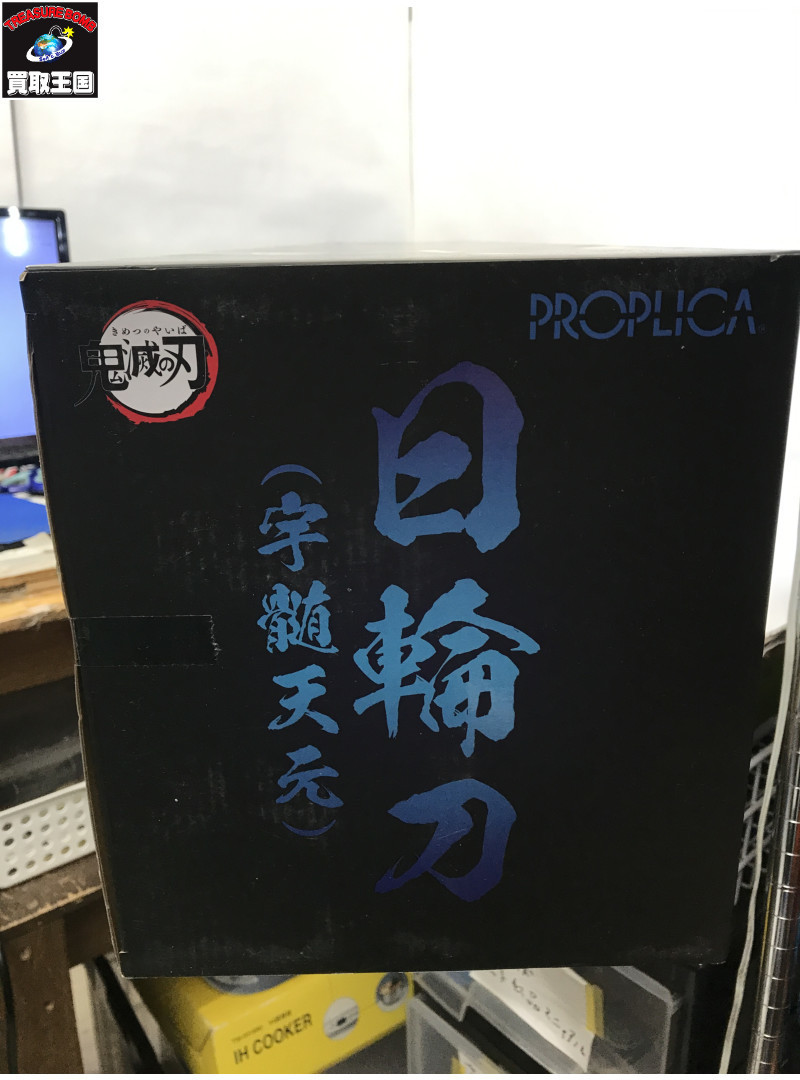 TREASURE BOMB
買取王国
きめつのやいば
鬼滅の刃
PROPLICA
日輪刀
(宇髄天元)
IH COOKER